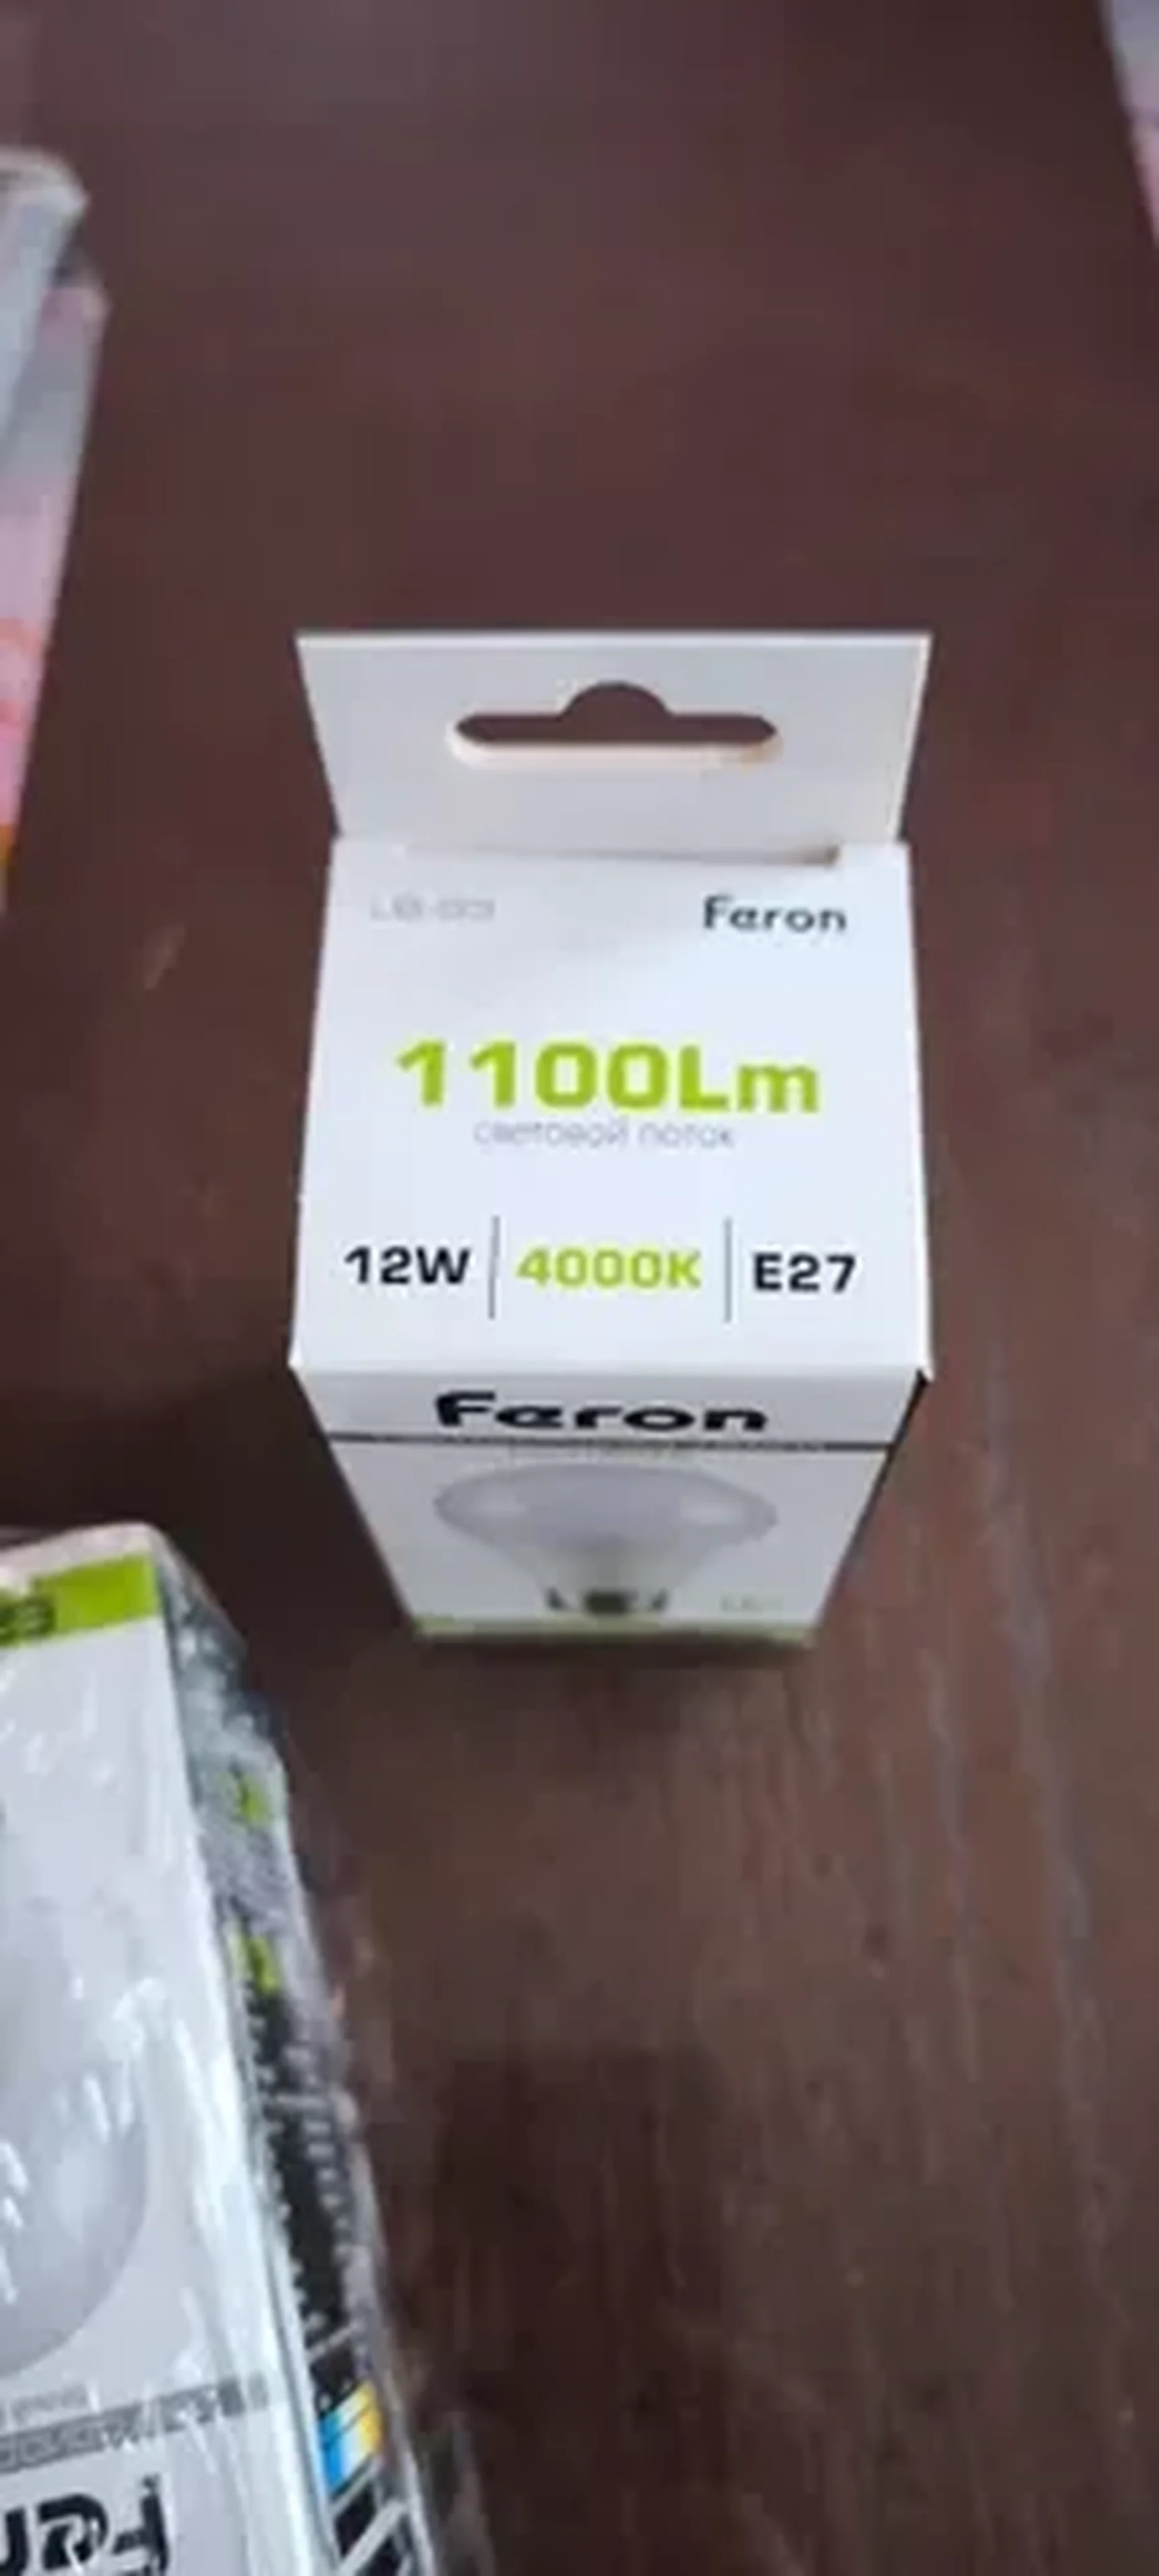 LB-93
Feron
1100Lm
световой поток
12W | 4000K | E27
Feron